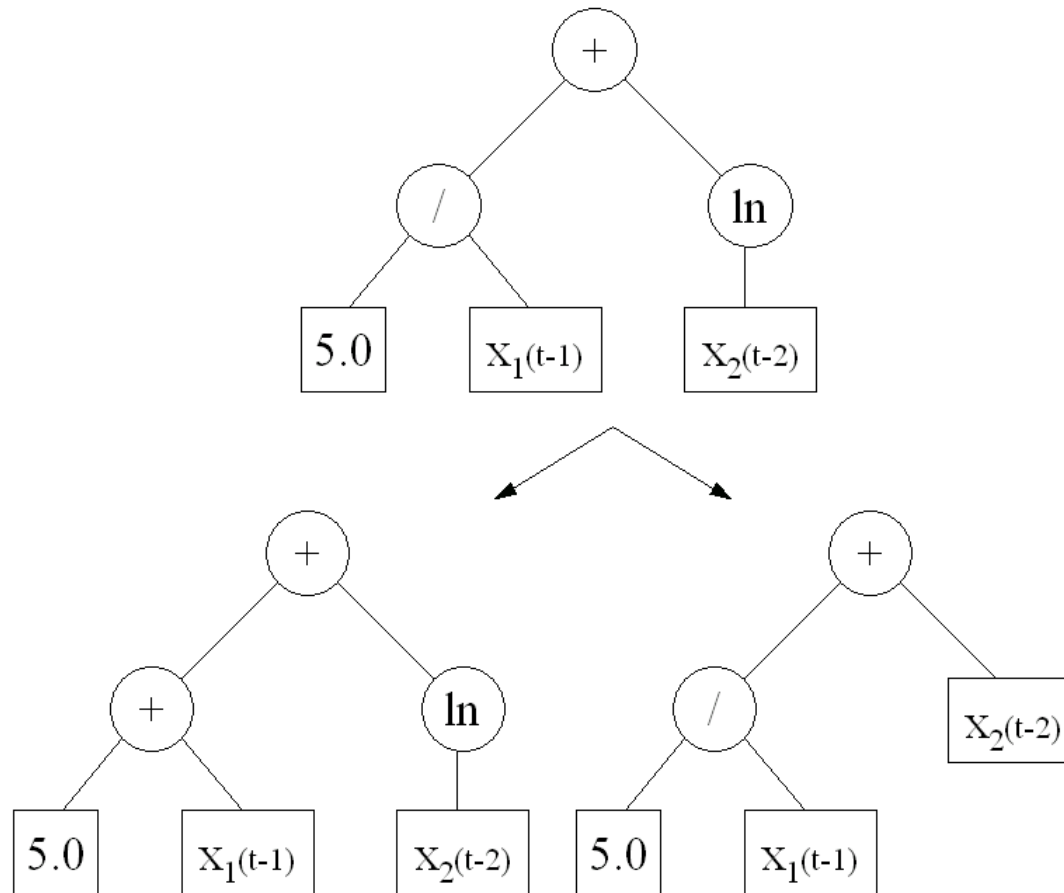 +
/ ln
5.0 X₁(t-1) X₂(t-2)
+ +
+ ln / X₂(t-2)
5.0 X₁(t-1) X₂(t-2) 5.0 X₁(t-1)